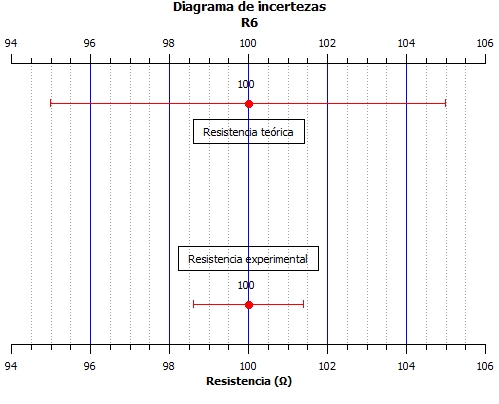 Diagrama de incertezas
R6
94 96 98 100 102 104 106
100
Resistencia teórica
Resistencia experimental
100
94 96 98 100 102 104 106
Resistencia (Ω)